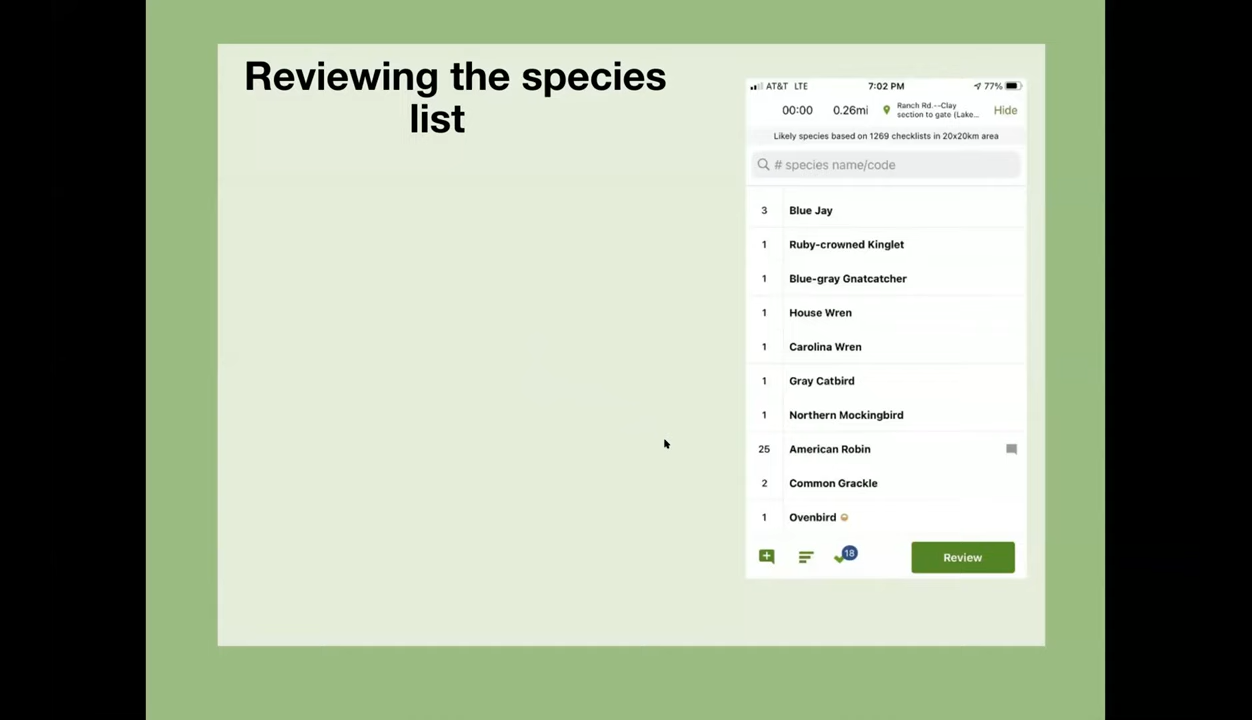 Reviewing the species
list
AT&T LTE 7:02 PM 77%
00:00 0.26mi Ranch Rd.--Clay
section to gate (Lake... Hide
Likely species based on 1269 checklists in 20x20km area
# species name/code
3 Blue Jay
1 Ruby-crowned Kinglet
1 Blue-gray Gnatcatcher
1 House Wren
1 Carolina Wren
1 Gray Catbird
1 Northern Mockingbird
25 American Robin
2 Common Grackle
1 Ovenbird
18 Review